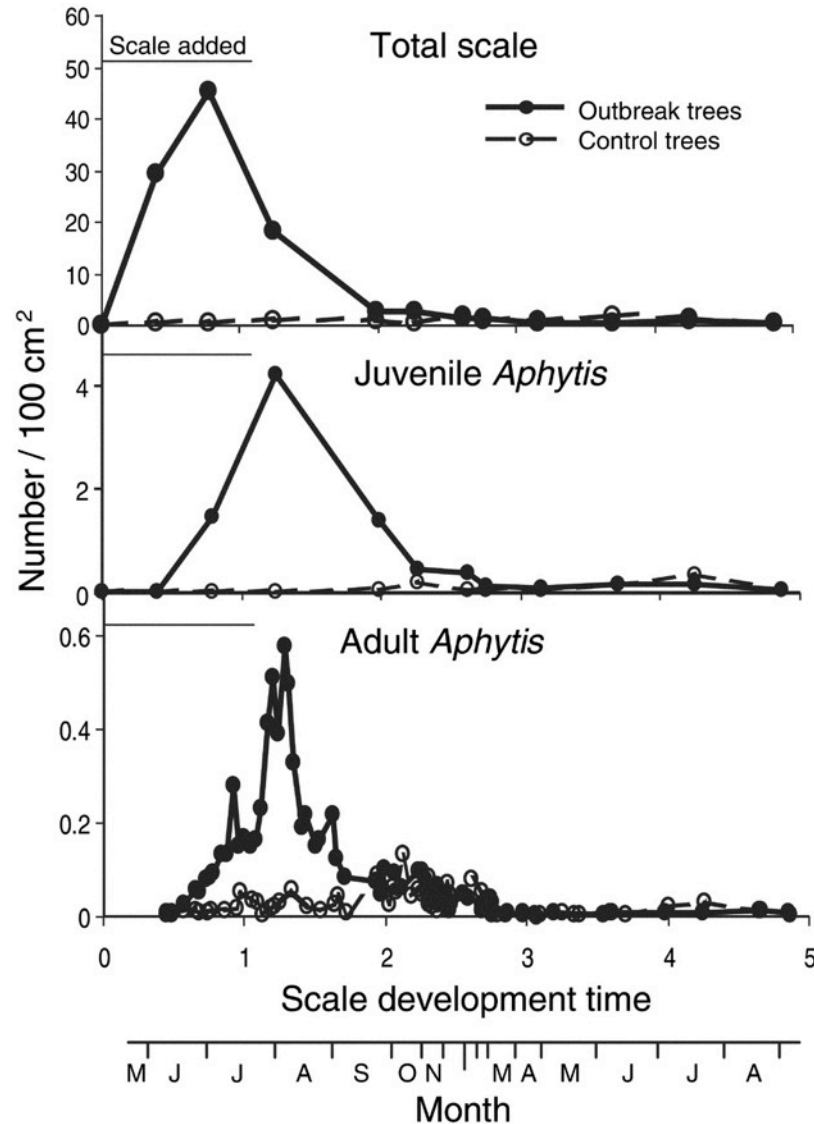 60
Scale added
Total scale
50
Outbreak trees
40
Control trees
30
20
10
0
Juvenile Aphytis
4
2
0
Number / 100 cm²
0.6
Adult Aphytis
0.4
0.2
0
0 1 2 3 4 5
Scale development time
M J J A S O N M A M J J A
Month